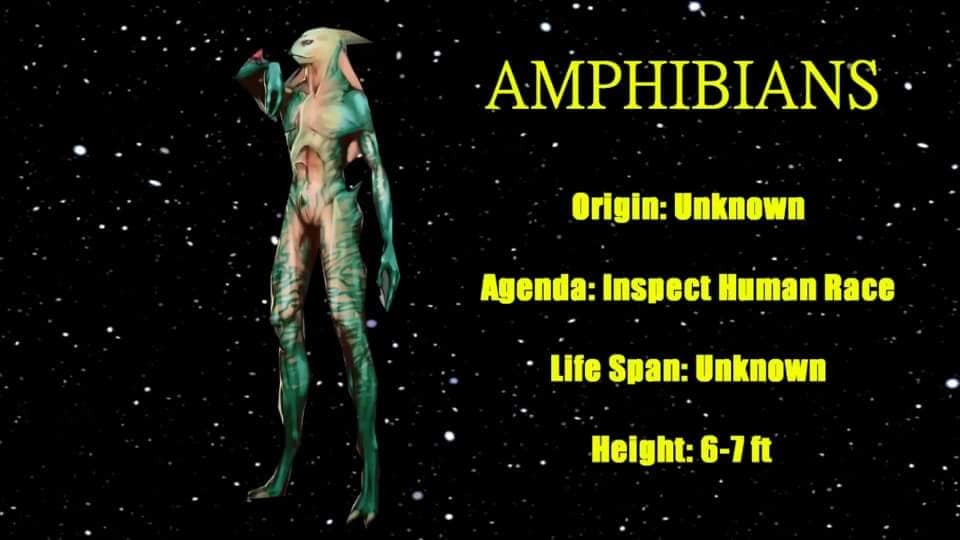 AMPHIBIANS
Origin: Unknown
Agenda: Inspect Human Race
Life Span: Unknown
Height: 6-7 ft